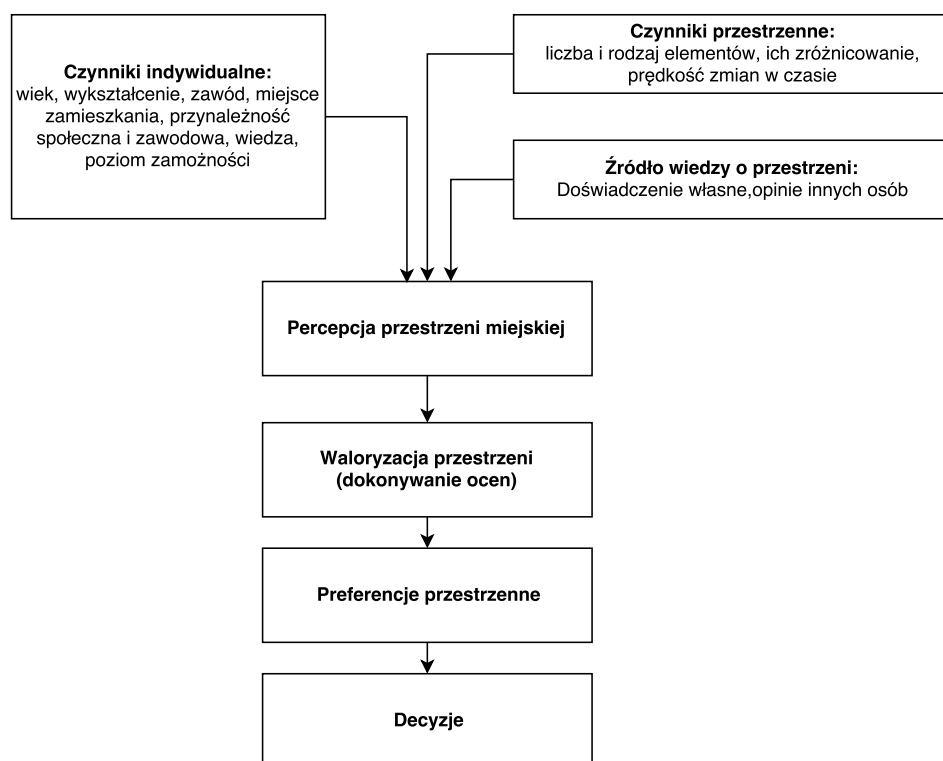 Czynniki indywidualne:
wiek, wykształcenie, zawód, miejsce
zamieszkania, przynależność
społeczna i zawodowa, wiedza,
poziom zamożności
Czynniki przestrzenne:
liczba i rodzaj elementów, ich zróżnicowanie,
prędkość zmian w czasie
Źródło wiedzy o przestrzeni:
Doświadczenie własne,opinie innych osób
Percepcja przestrzeni miejskiej
Waloryzacja przestrzeni
(dokonywanie ocen)
Preferencje przestrzenne
Decyzje